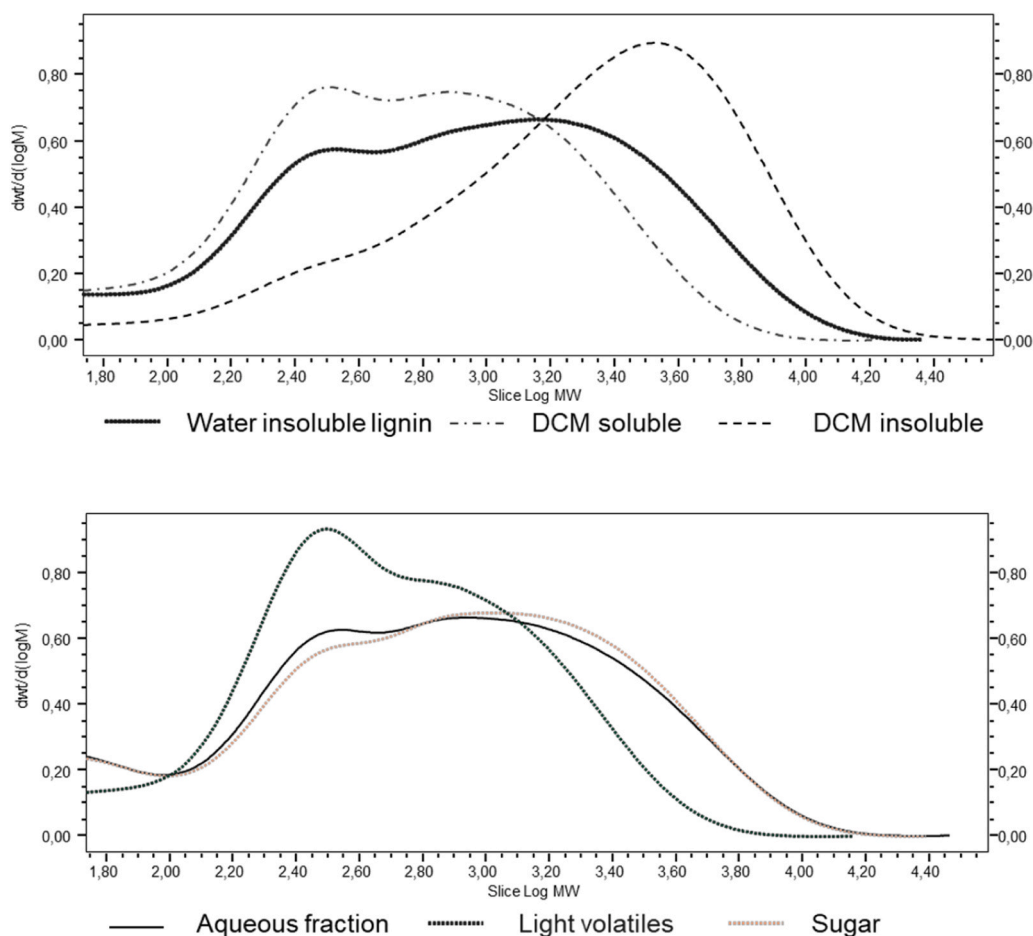 0,80 0,80
0,60 0,60
0,40 0,40
0,20 0,20
0,00 0,00
dwt/d(logM)
1,80 2,00 2,20 2,40 2,60 2,80 3,00 3,20 3,40 3,60 3,80 4,00 4,20 4,40
Slice Log MW
Water insoluble lignin DCM soluble DCM insoluble
0,80 0,80
0,60 0,60
0,40 0,40
0,20 0,20
0,00 0,00
dwt/d(logM)
1,80 2,00 2,20 2,40 2,60 2,80 3,00 3,20 3,40 3,60 3,80 4,00 4,20 4,40
Slice Log MW
Aqueous fraction Light volatiles Sugar